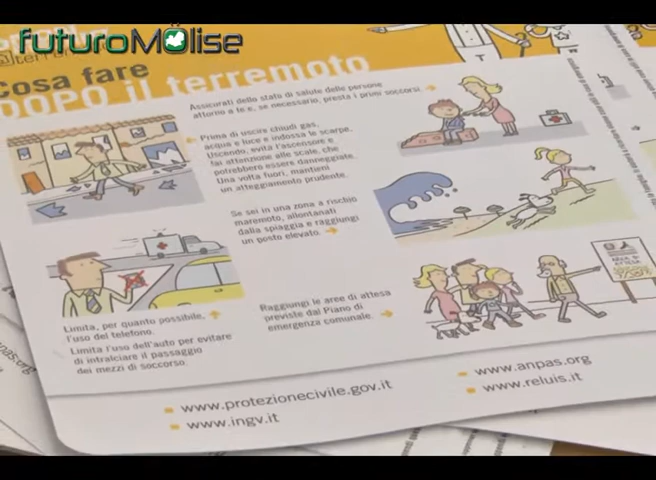 futuroMolise
Cosa fare
DOPO il terremoto
Assicurati dello stato di salute delle persone
attorno a te e, se necessario, presta i primi soccorsi.
Prima di uscire chiudi gas,
acqua e luce e indossa le scarpe.
Uscendo, evita l'ascensore e
fai attenzione alle scale, che
potrebbero essere danneggiate.
Una volta fuori, mantieni
un atteggiamento prudente.
Se sei in una zona a rischio
maremoto, allontanati
dalla spiaggia e raggiungi
un posto elevato.
Limita, per quanto possibile,
l'uso del telefono.
Limita l'uso dell'auto per evitare
di intralciare il passaggio
dei mezzi di soccorso.
Raggiungi le aree di attesa
previste dal Piano di
emergenza comunale.
www.protezionecivile.gov.it
www.ingv.it
www.anpas.org
www.reluis.it